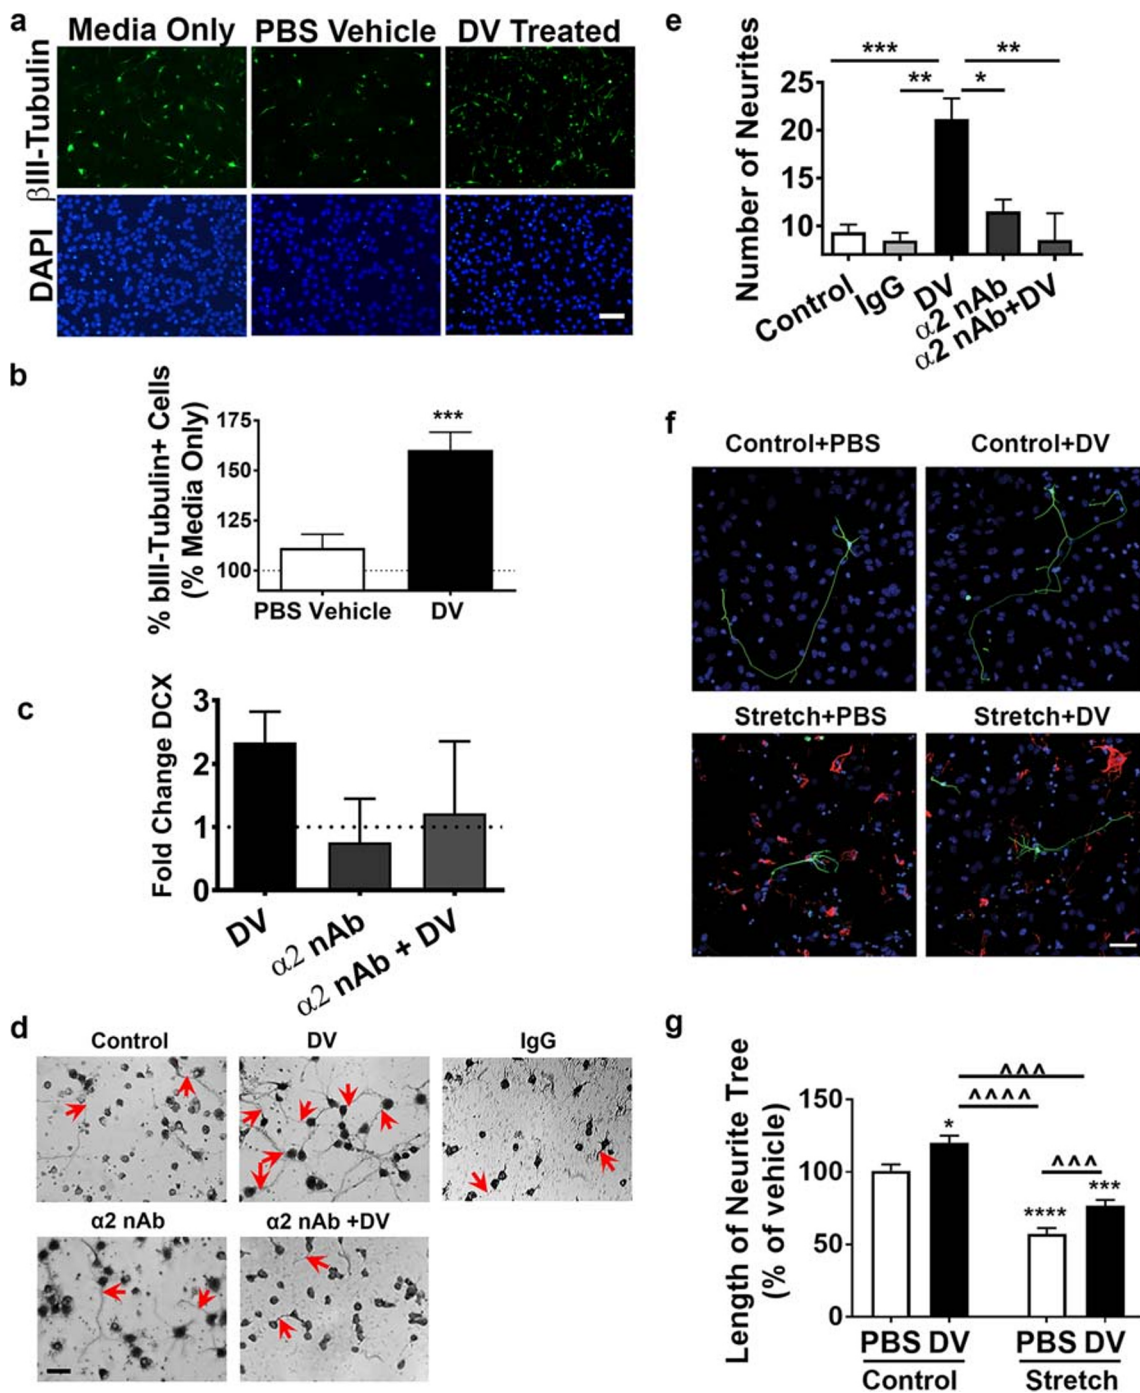 a
Media Only PBS Vehicle DV Treated
βIII-Tubulin
DAPI
b
% bIII-Tubulin+ Cells
(% Media Only)
175
150
125
100
***
PBS Vehicle DV
c
Fold Change DCX
3
2
1
0
DV
α2 nAb
α2 nAb + DV
d
Control DV IgG
α2 nAb α2 nAb +DV
e
*** **
** *
Number of Neurites
25
20
15
10
Control
IgG
DV
α2 nAb
α2 nAb+DV
f
Control+PBS Control+DV
Stretch+PBS Stretch+DV
g
Length of Neurite Tree
(% of vehicle)
150
100
50
0
^^^
^^^^
*
^^^
****
***
PBS DV PBS DV
Control Stretch